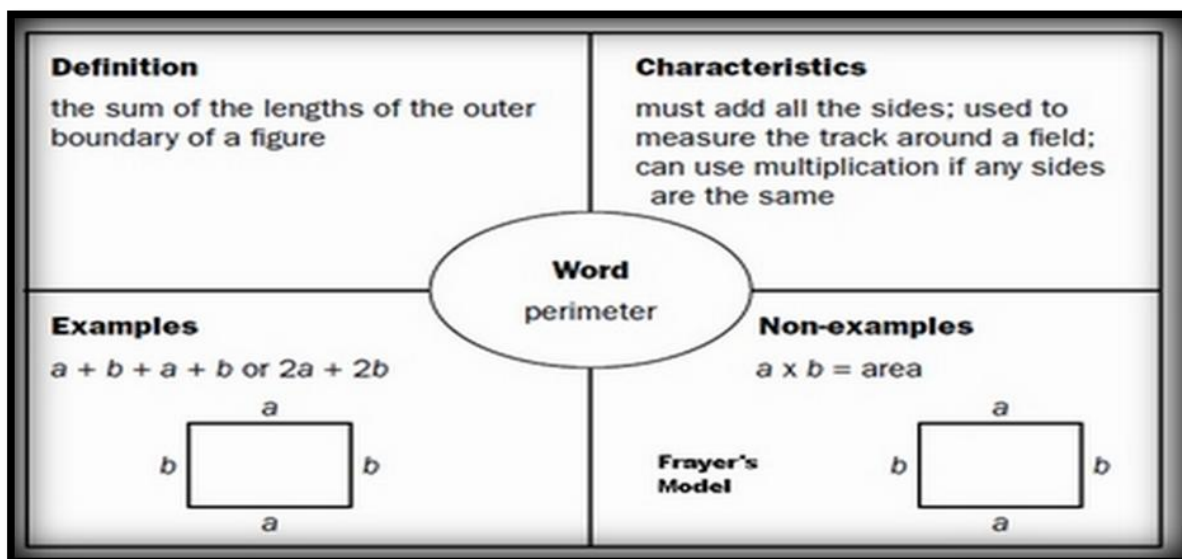 Definition
the sum of the lengths of the outer
boundary of a figure
Characteristics
must add all the sides; used to
measure the track around a field;
can use multiplication if any sides
are the same
Word
perimeter
Examples
a + b + a + b or 2a + 2b
a
b
b
a
Non-examples
a x b = area
Frayer's
Model
a
b
b
a